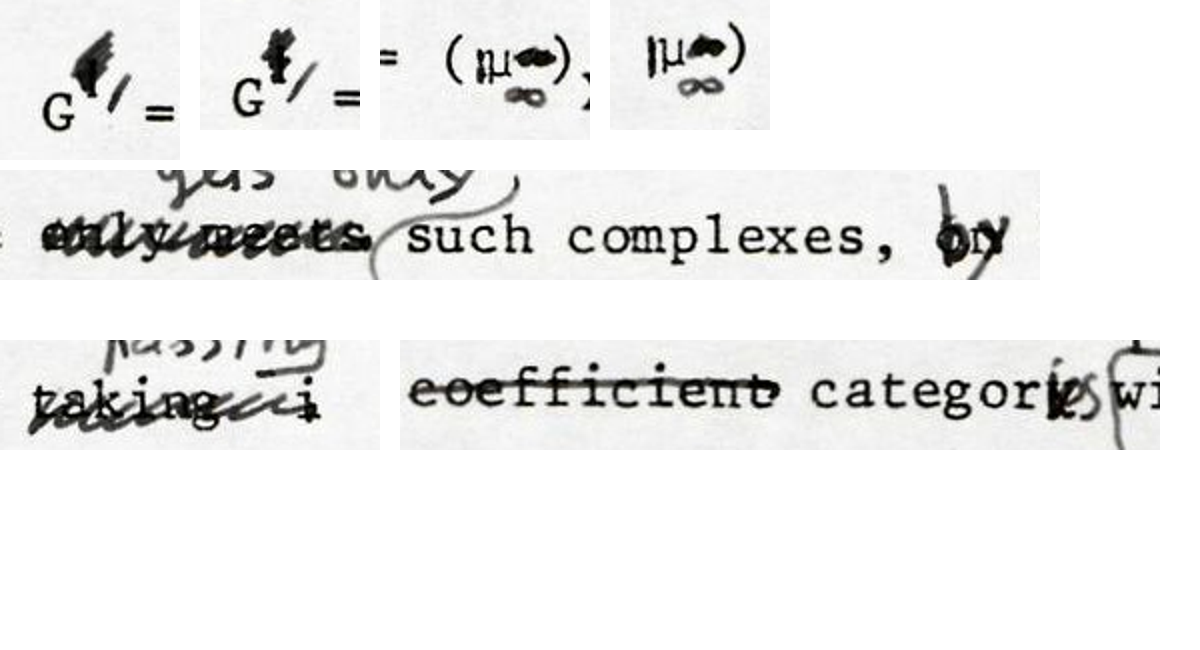 G / = G / = = (μ∞) μ∞)
gets only
only meets such complexes, by
passing
taking i coefficient categories wi